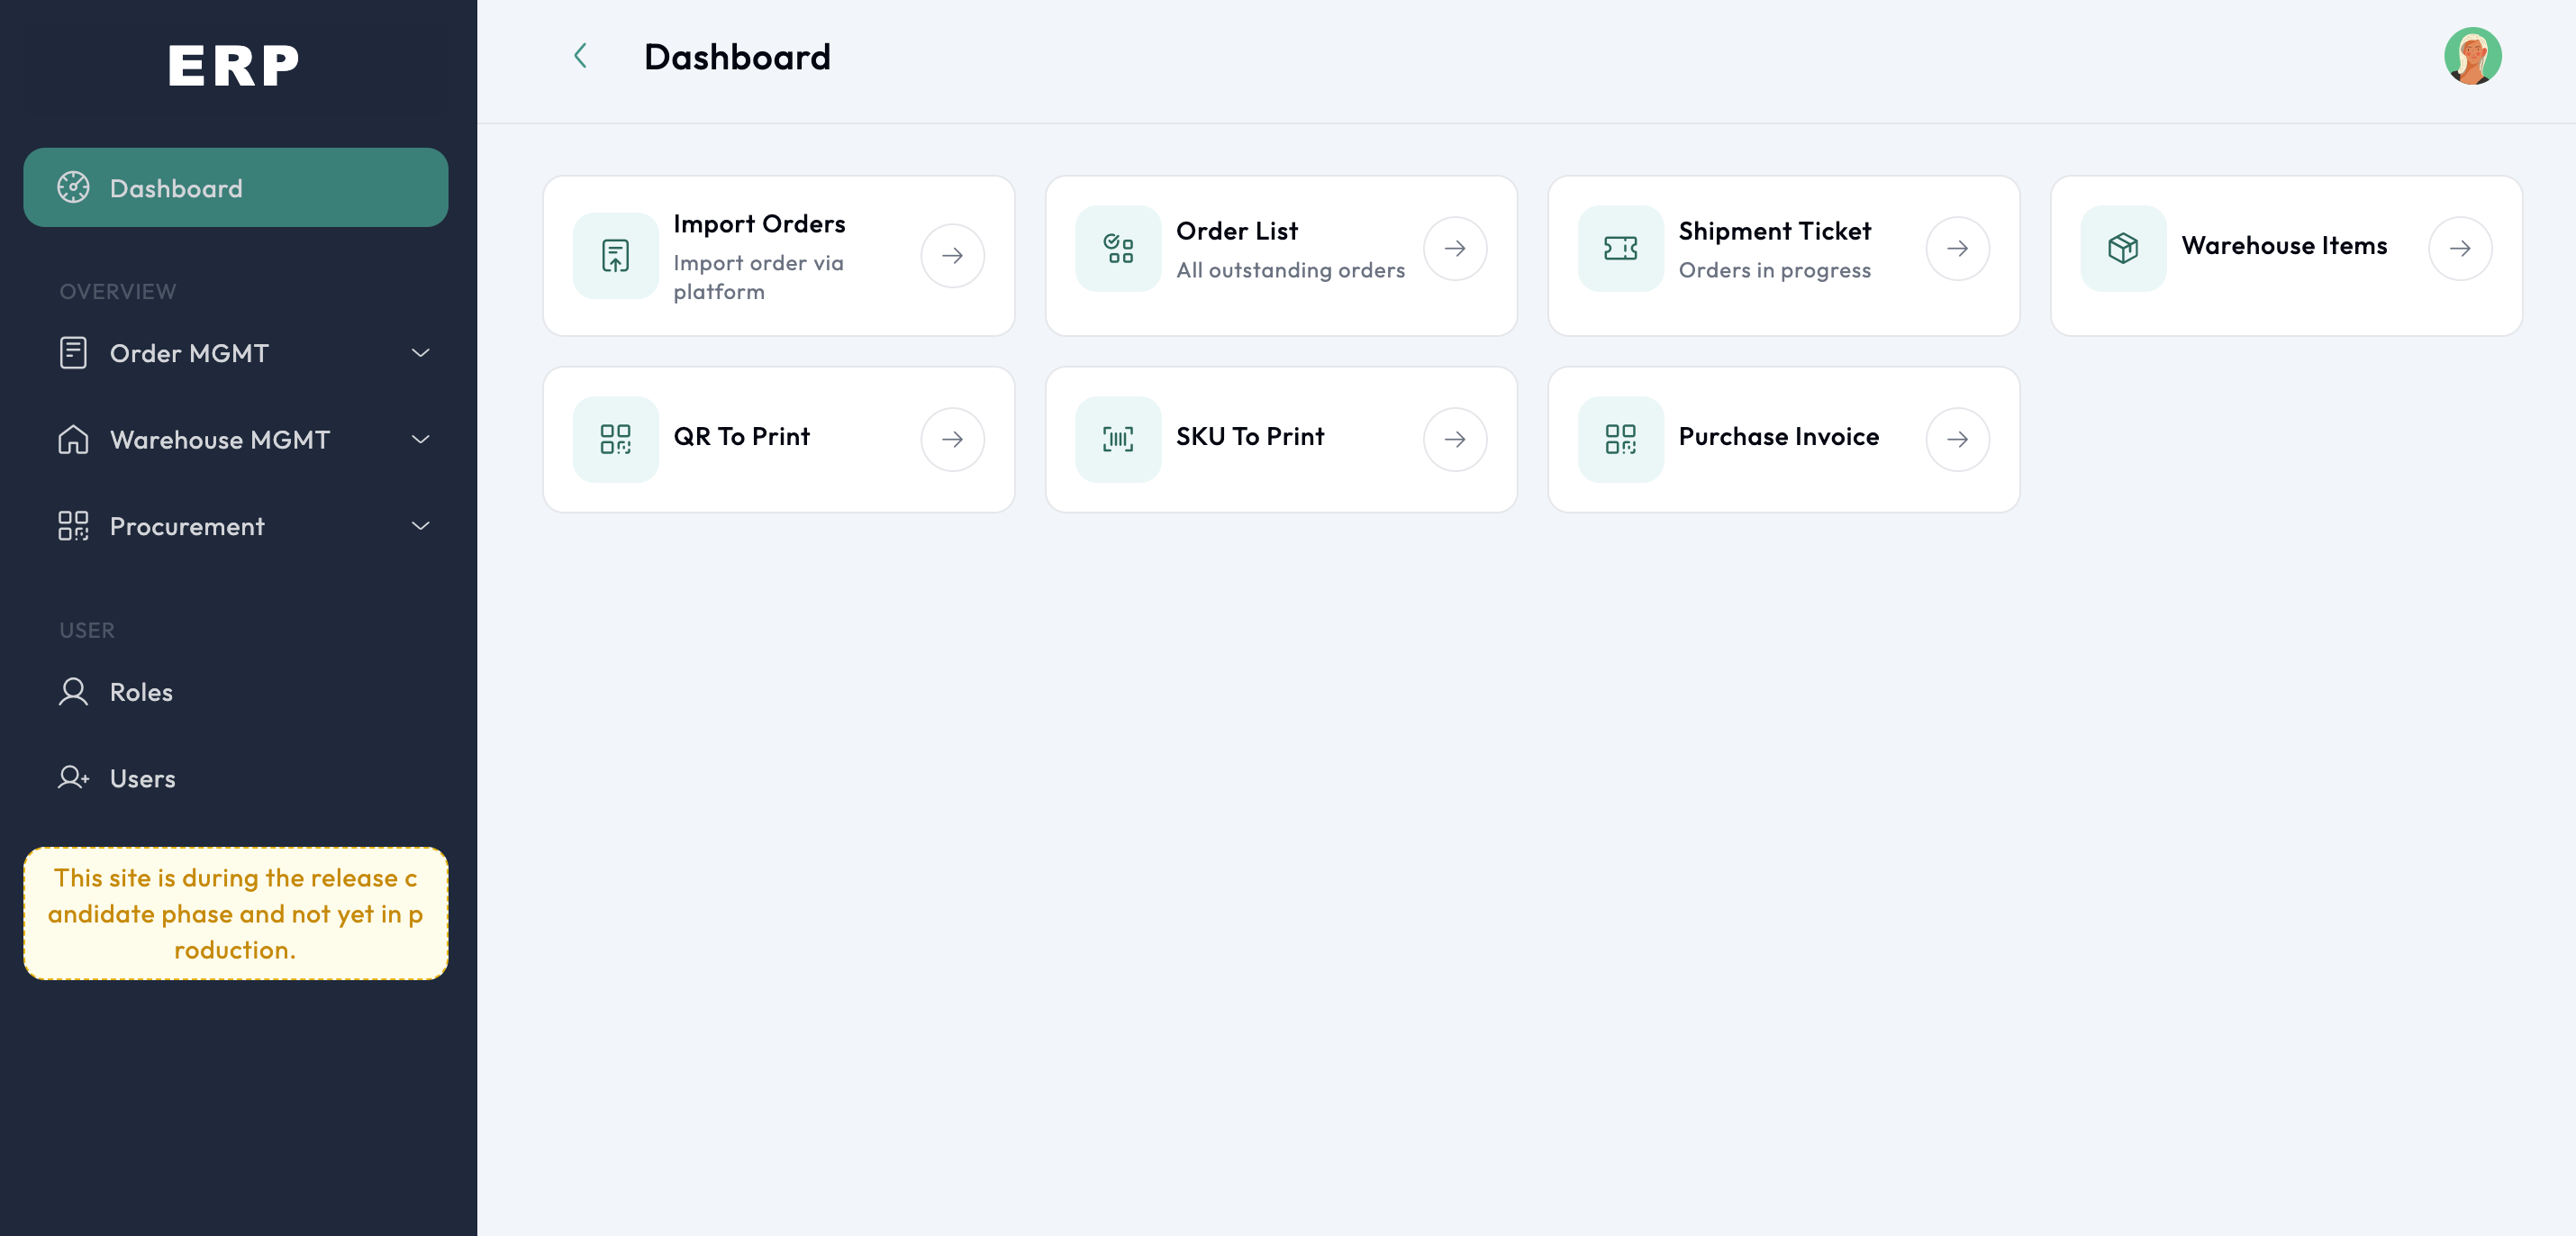 ERP
Dashboard
OVERVIEW
Order MGMT
Warehouse MGMT
Procurement
USER
Roles
Users
This site is during the release c
andidate phase and not yet in p
roduction.
Dashboard
Import Orders
Import order via
platform
Order List
All outstanding orders
Shipment Ticket
Orders in progress
Warehouse Items
QR To Print
SKU To Print
Purchase Invoice